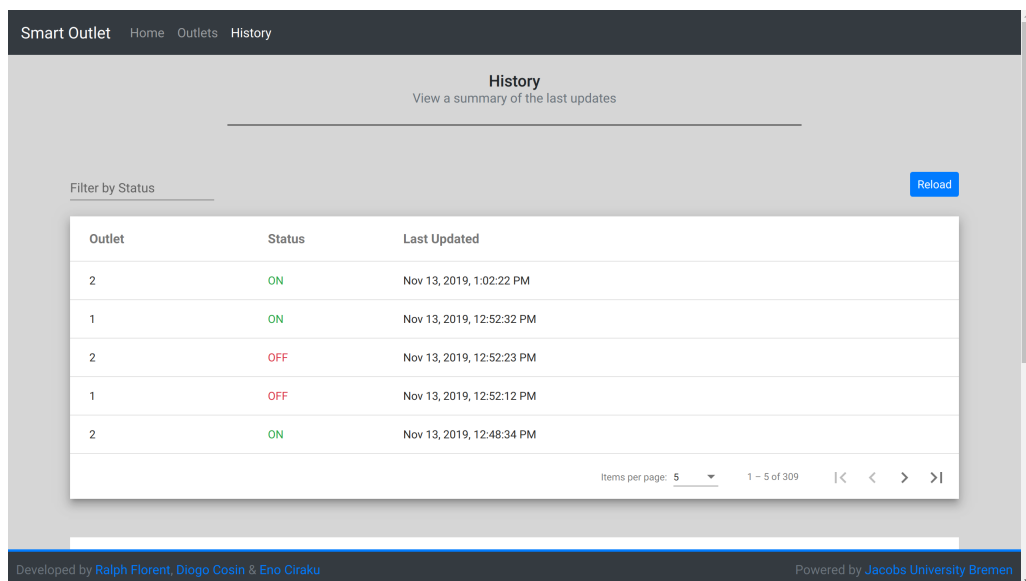 Smart Outlet Home Outlets History
History
View a summary of the last updates
Filter by Status
Reload
Outlet Status Last Updated
2 ON Nov 13, 2019, 1:02:22 PM
1 ON Nov 13, 2019, 12:52:32 PM
2 OFF Nov 13, 2019, 12:52:23 PM
1 OFF Nov 13, 2019, 12:52:12 PM
2 ON Nov 13, 2019, 12:48:34 PM
Items per page: 5 1 – 5 of 309
Developed by Ralph Florent, Diogo Cosin & Eno Ciraku Powered by Jacobs University Bremen